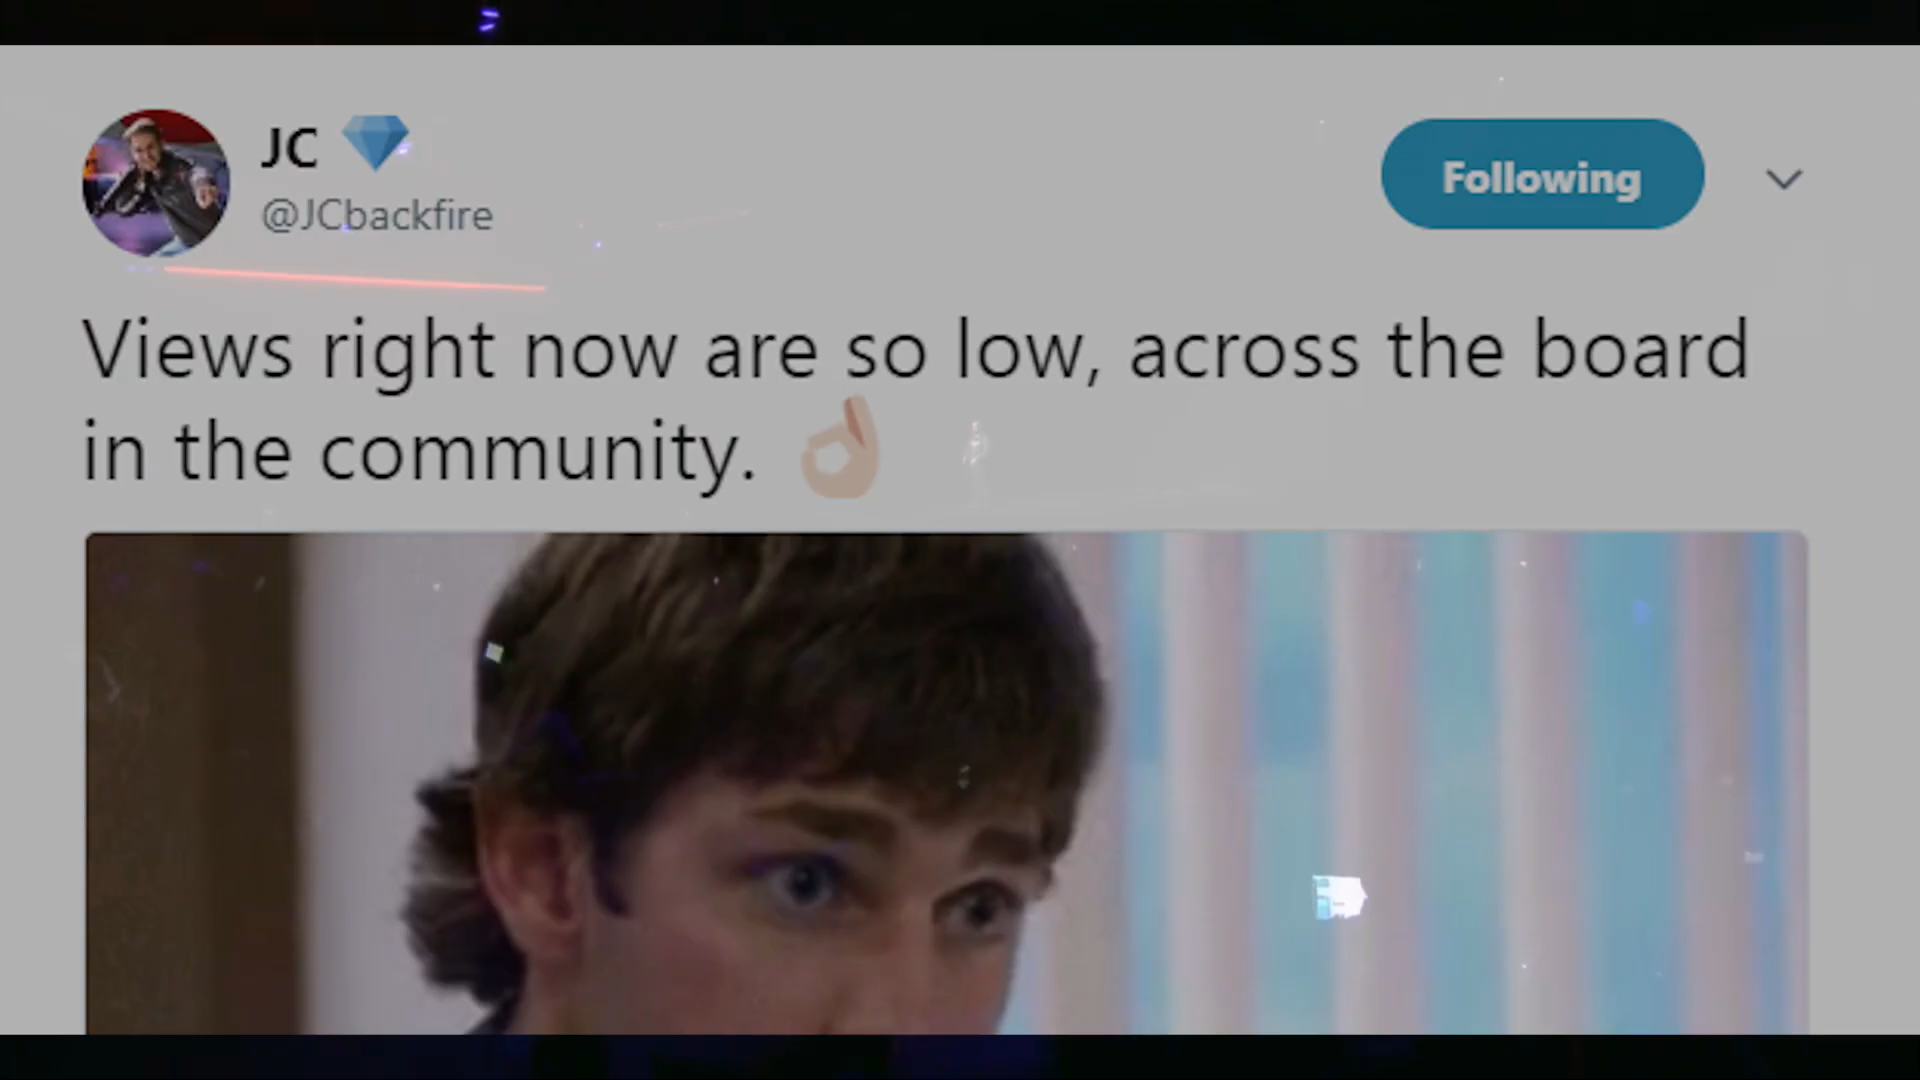 JC
@JCbackfire
Following
Views right now are so low, across the board
in the community.